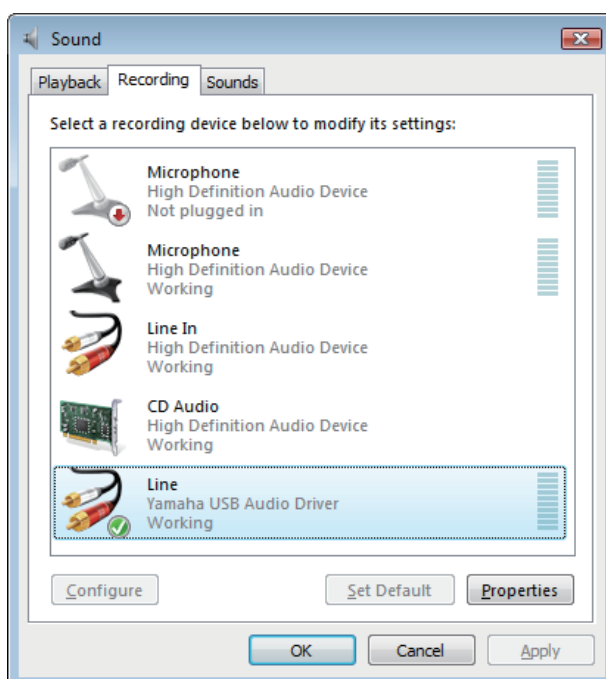 Sound
Playback Recording Sounds
Select a recording device below to modify its settings:
Microphone
High Definition Audio Device
Not plugged in
Microphone
High Definition Audio Device
Working
Line In
High Definition Audio Device
Working
CD Audio
High Definition Audio Device
Working
Line
Yamaha USB Audio Driver
Working
Configure Set Default Properties
OK Cancel Apply